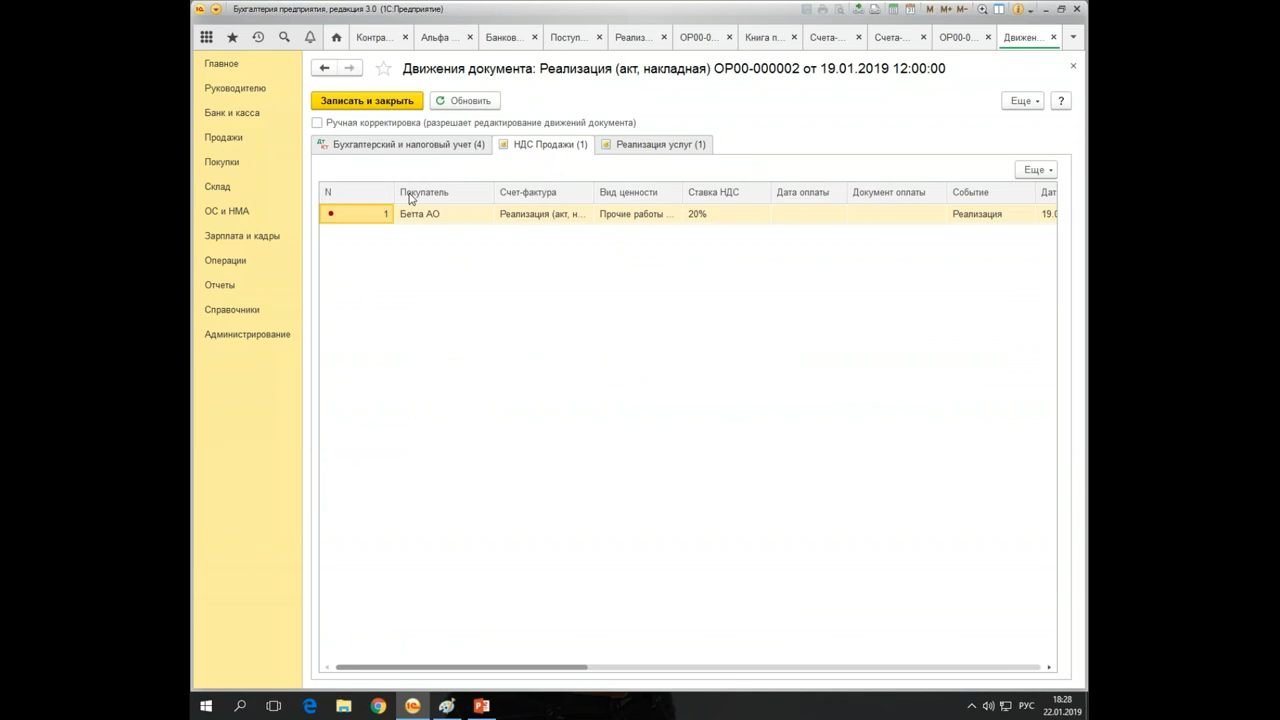 Бухгалтерия предприятия, редакция 3.0 (1С:Предприятие)
M M+ M-
Контра... Альфа ... Банков... Поступ... Реализ... ОР00-0... Книга п... Счета-... Счета-... ОР00-0... Движен...
Главное
Руководителю
Банк и касса
Продажи
Покупки
Склад
ОС и НМА
Зарплата и кадры
Операции
Отчеты
Справочники
Администрирование
Движения документа: Реализация (акт, накладная) ОР00-000002 от 19.01.2019 12:00:00
Записать и закрыть Обновить Еще ?
Ручная корректировка (разрешает редактирование движений документа)
Бухгалтерский и налоговый учет (4) НДС Продажи (1) Реализация услуг (1)
Еще
N Покупатель Счет-фактура Вид ценности Ставка НДС Дата оплаты Документ оплаты Событие Дат
1 Бетта АО Реализация (акт, н... Прочие работы ... 20% Реализация 19.0
РУС
18:28
22.01.2019